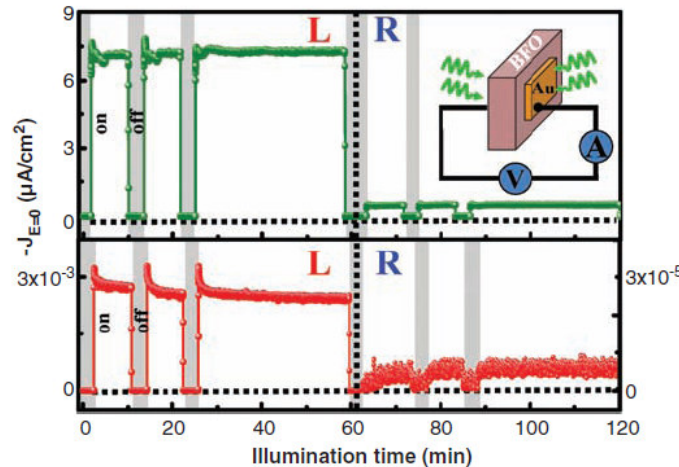 -J_{E=0} (μA/cm²)
9
6
3
0
L R
on
off
BFO
Au
A
V
3x10⁻³
0
L R
on
off
3x10⁻⁵
0
0 20 40 60 80 100 120
Illumination time (min)